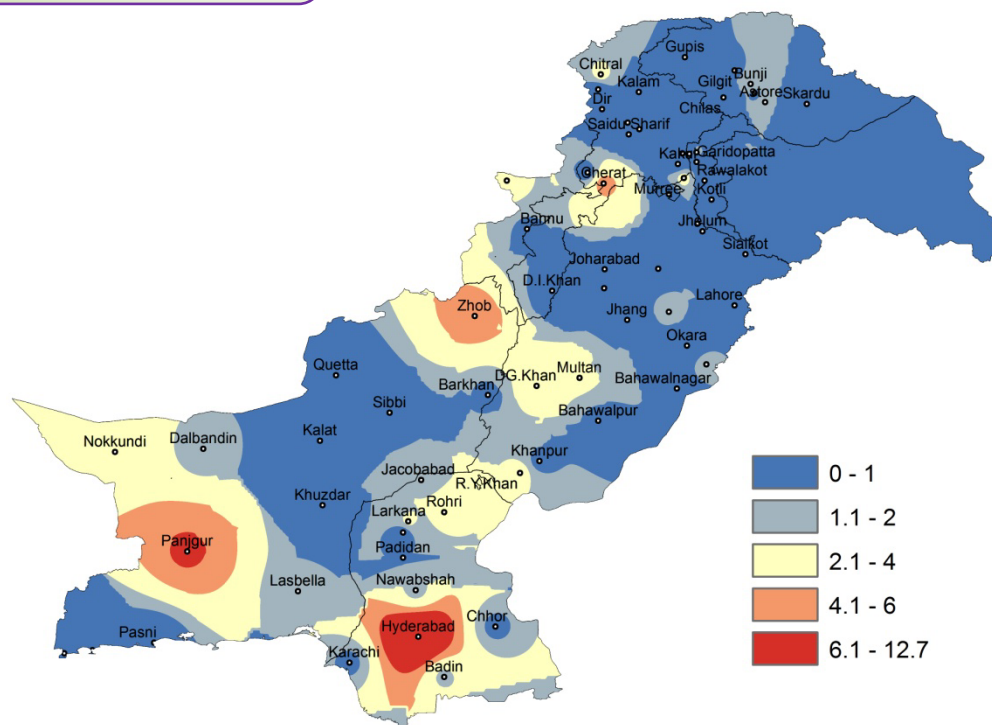 Gupis
Chitral
Kalam
Gilgit
Bunji
Astore
Skardu
Dir
Chilas
Saidu Sharif
Garidopatta
Rawalakot
Cherat
Murree
Kotli
Bannu
Jhelum
Sialkot
Joharabad
D.I.Khan
Zhob
Jhang
Lahore
Okara
Quetta
Barkhan
DG.Khan
Multan
Bahawalnagar
Sibbi
Bahawalpur
Nokkundi
Dalbandin
Kalat
Khanpur
Jacobabad
R.Y.Khan
Khuzdar
Larkana
Rohri
Panjgur
Padidan
Lasbella
Nawabshah
Pasni
Hyderabad
Chhor
Karachi
Badin
0 - 1
1.1 - 2
2.1 - 4
4.1 - 6
6.1 - 12.7